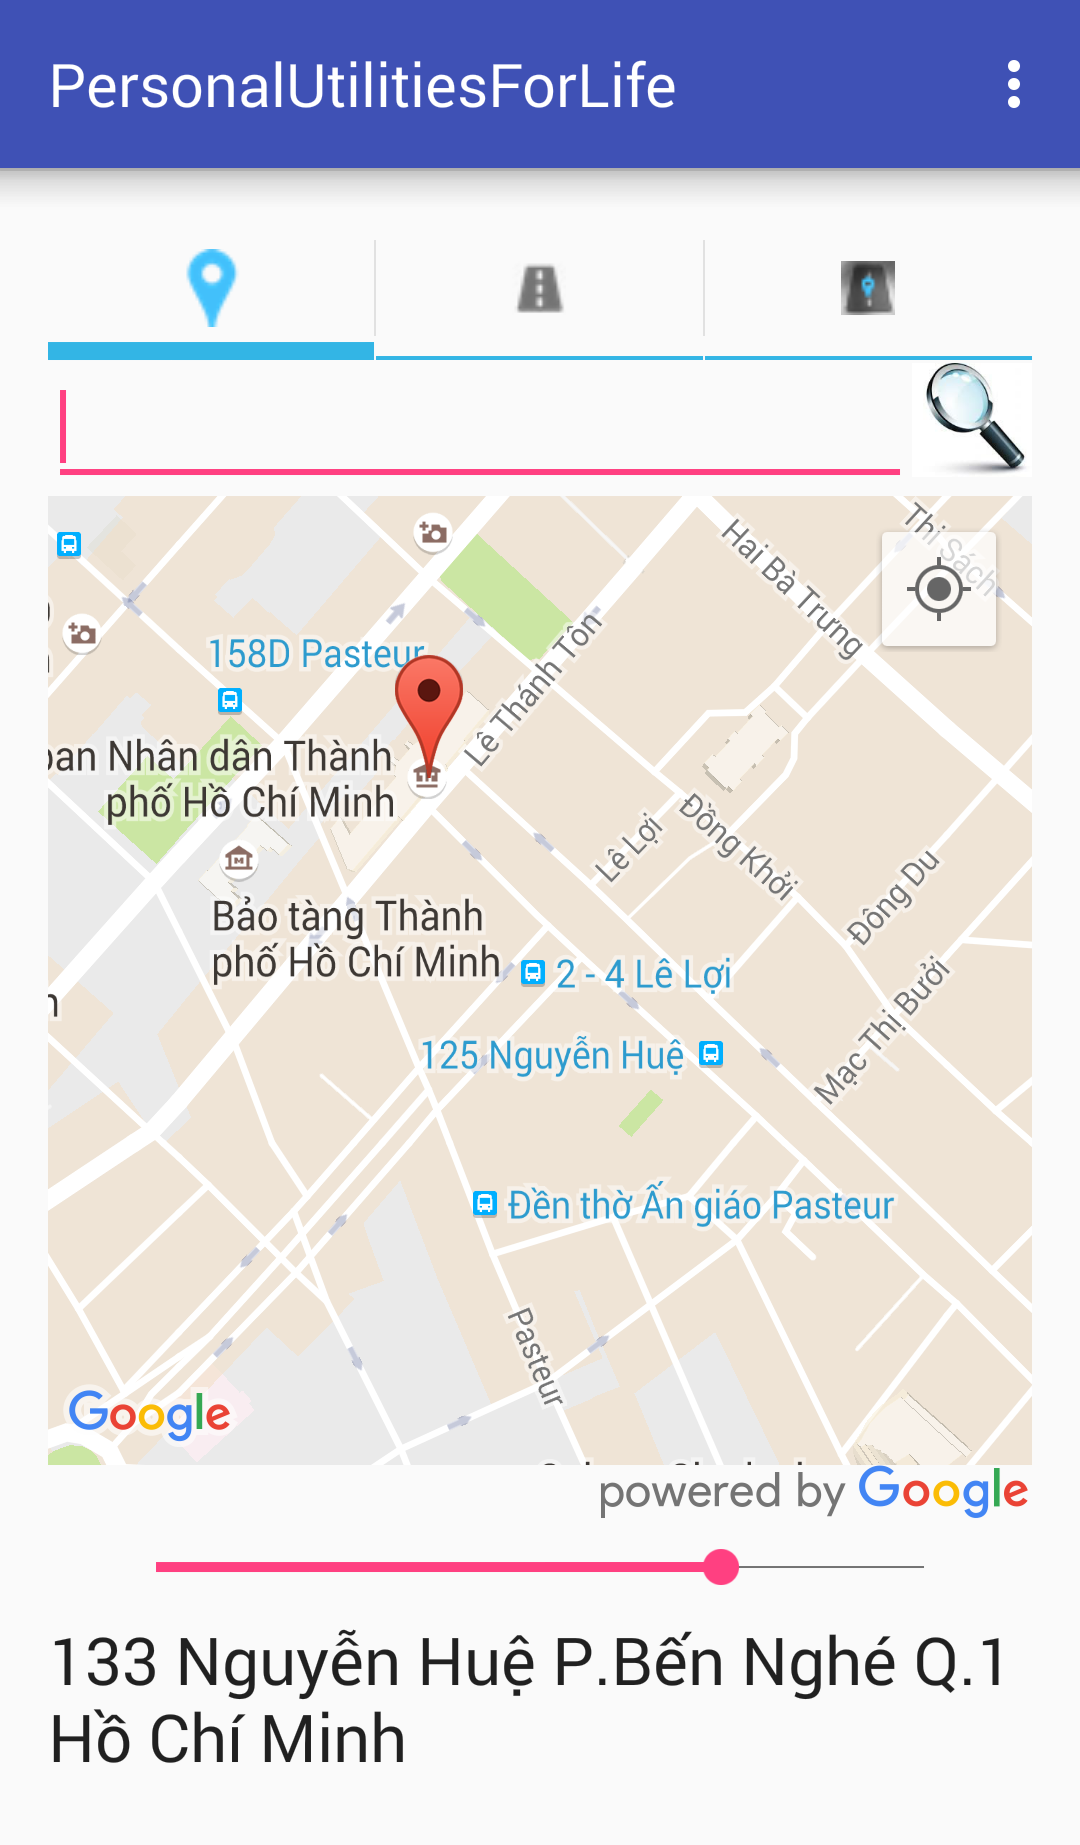 PersonalUtilitiesForLife
Thi Sách
Hai Bà Trưng
158D Pasteur
Lê Thánh Tôn
oan Nhân dân Thành
phố Hồ Chí Minh
Lê Lợi
Đồng Khởi
Đông Du
Bảo tàng Thành
phố Hồ Chí Minh
2 - 4 Lê Lợi
Mạc Thị Bưởi
125 Nguyễn Huệ
Đền thờ Ấn giáo Pasteur
Pasteur
Google
powered by Google
133 Nguyễn Huệ P.Bến Nghé Q.1
Hồ Chí Minh